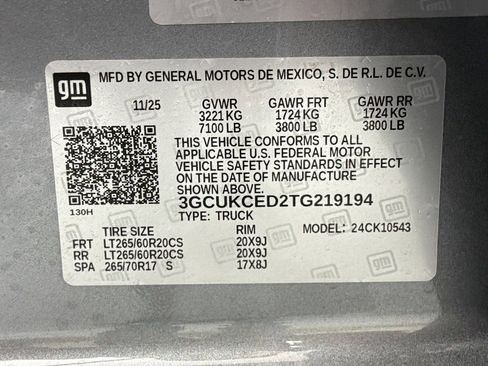 gm MFD BY GENERAL MOTORS DE MEXICO, S. DE R.L. DE C.V.
11/25 GVWR GAWR FRT GAWR RR
3221 KG 1724 KG 1724 KG
7100 LB 3800 LB 3800 LB
THIS VEHICLE CONFORMS TO ALL
APPLICABLE U.S. FEDERAL MOTOR
VEHICLE SAFETY STANDARDS IN EFFECT
ON THE DATE OF MANUFACTURE
SHOWN ABOVE.
3GCUKCED2TG219194
130H
TYPE: TRUCK MODEL: 24CK10543
TIRE SIZE RIM
FRT LT265/60R20CS 20X9J
RR LT265/60R20CS 20X9J
SPA 265/70R17 S 17X8J